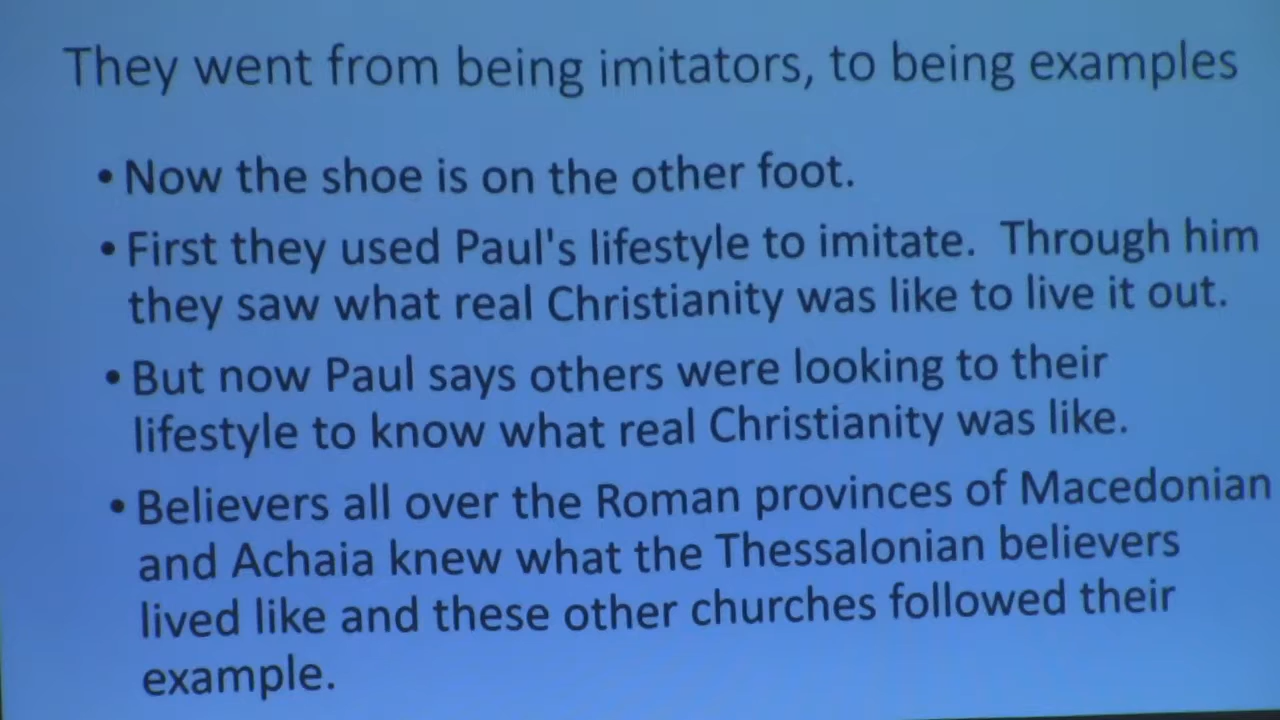 They went from being imitators, to being examples
• Now the shoe is on the other foot.
• First they used Paul's lifestyle to imitate.  Through him
they saw what real Christianity was like to live it out.
• But now Paul says others were looking to their
lifestyle to know what real Christianity was like.
• Believers all over the Roman provinces of Macedonian
and Achaia knew what the Thessalonian believers
lived like and these other churches followed their
example.